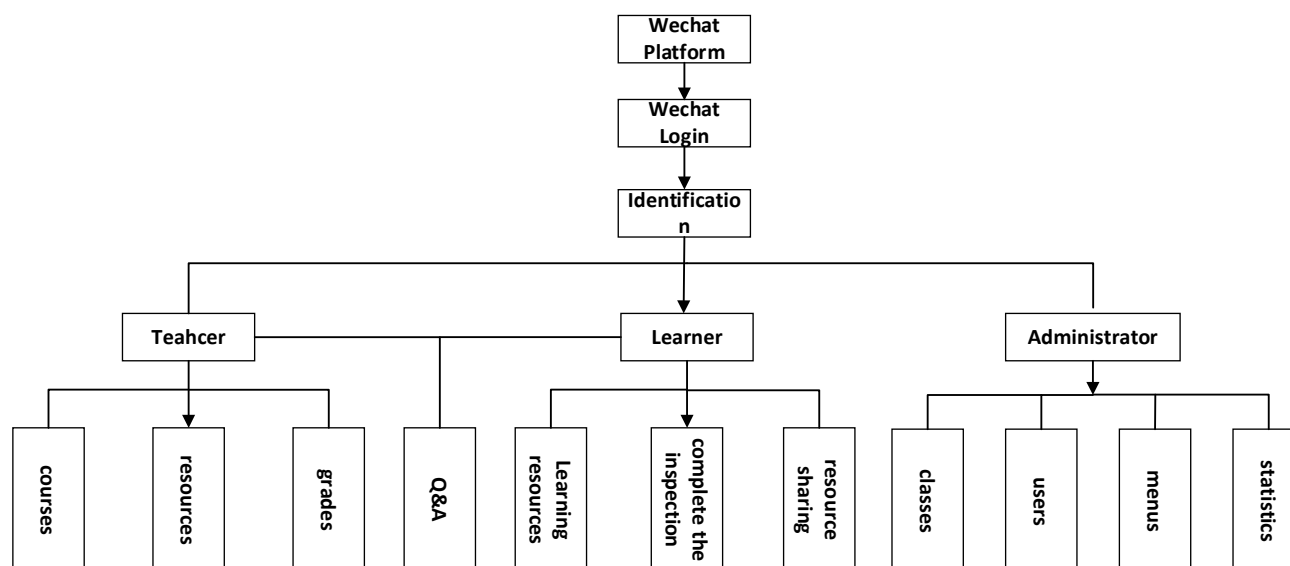 Wechat
Platform
Wechat
Login
Identificatio
n
Teahcer
Learner
Administrator
courses
resources
grades
Q&A
Learning
resources
complete the
inspection
resource
sharing
classes
users
menus
statistics